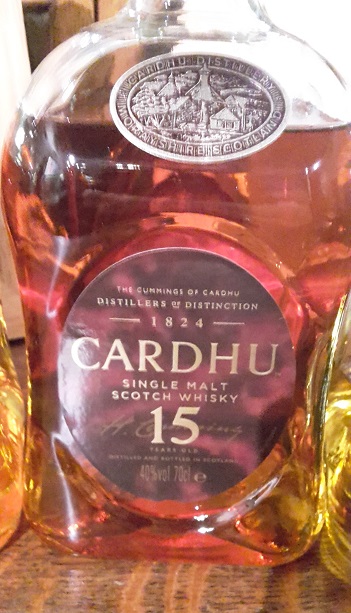 CARDHU DISTILLERY
MORAYSHIRE SCOTLAND
THE CUMMINGS OF CARDHU
DISTILLERS OF DISTINCTION
1824
CARDHU
SINGLE MALT
SCOTCH WHISKY
15
YEARS OLD
DISTILLED AND BOTTLED IN SCOTLAND
40%vol 70cl e